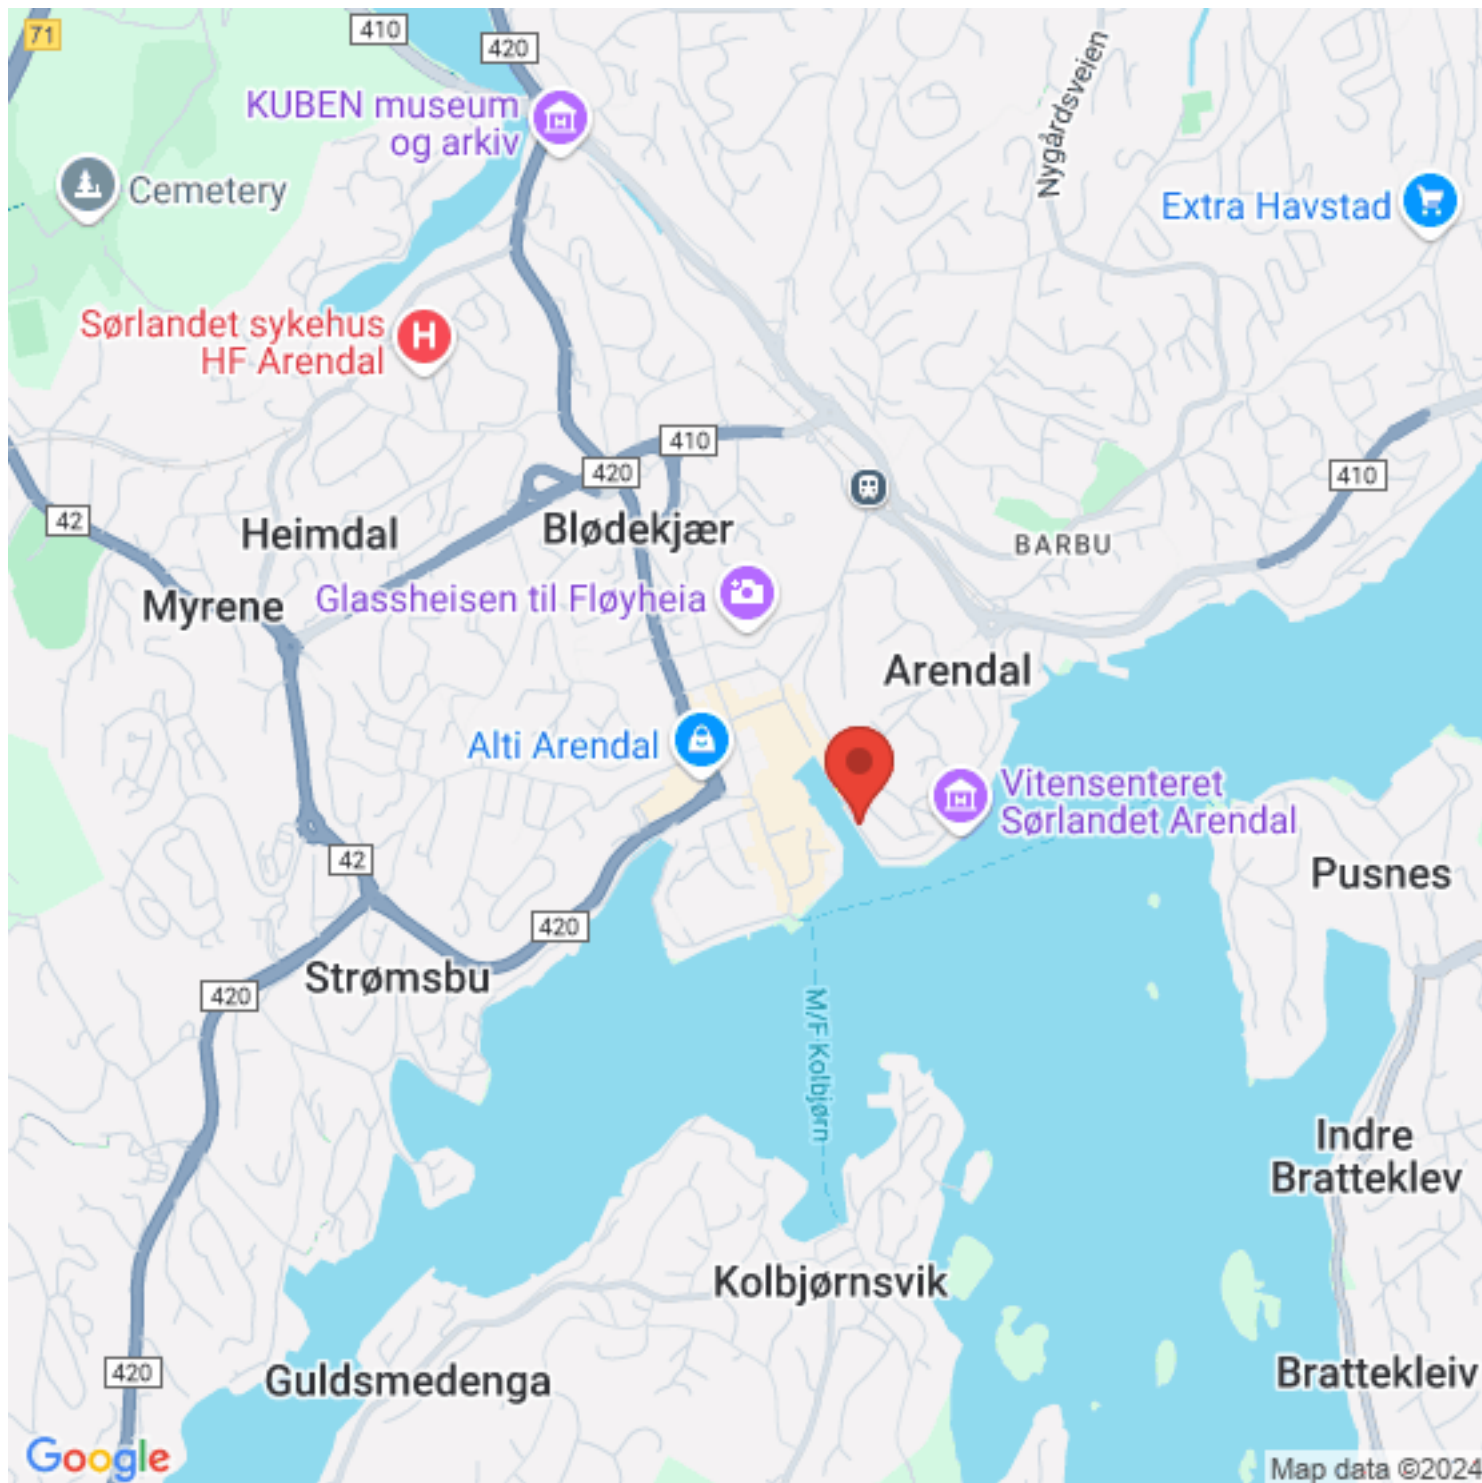 71
410
420
KUBEN museum
og arkiv
Nygårdsveien
Cemetery
Extra Havstad
Sørlandet sykehus
HF Arendal
H
410
420
410
42
Heimdal
Blødekjær
BARBU
Myrene
Glassheisen til Fløyheia
Arendal
Alti Arendal
Vitensenteret
Sørlandet Arendal
42
Pusnes
420
Strømsbu
420
M/F Kolbjørn
Indre
Bratteklev
Kolbjørnsvik
420
Guldsmedenga
Brattekleiv
Google
Map data ©2024